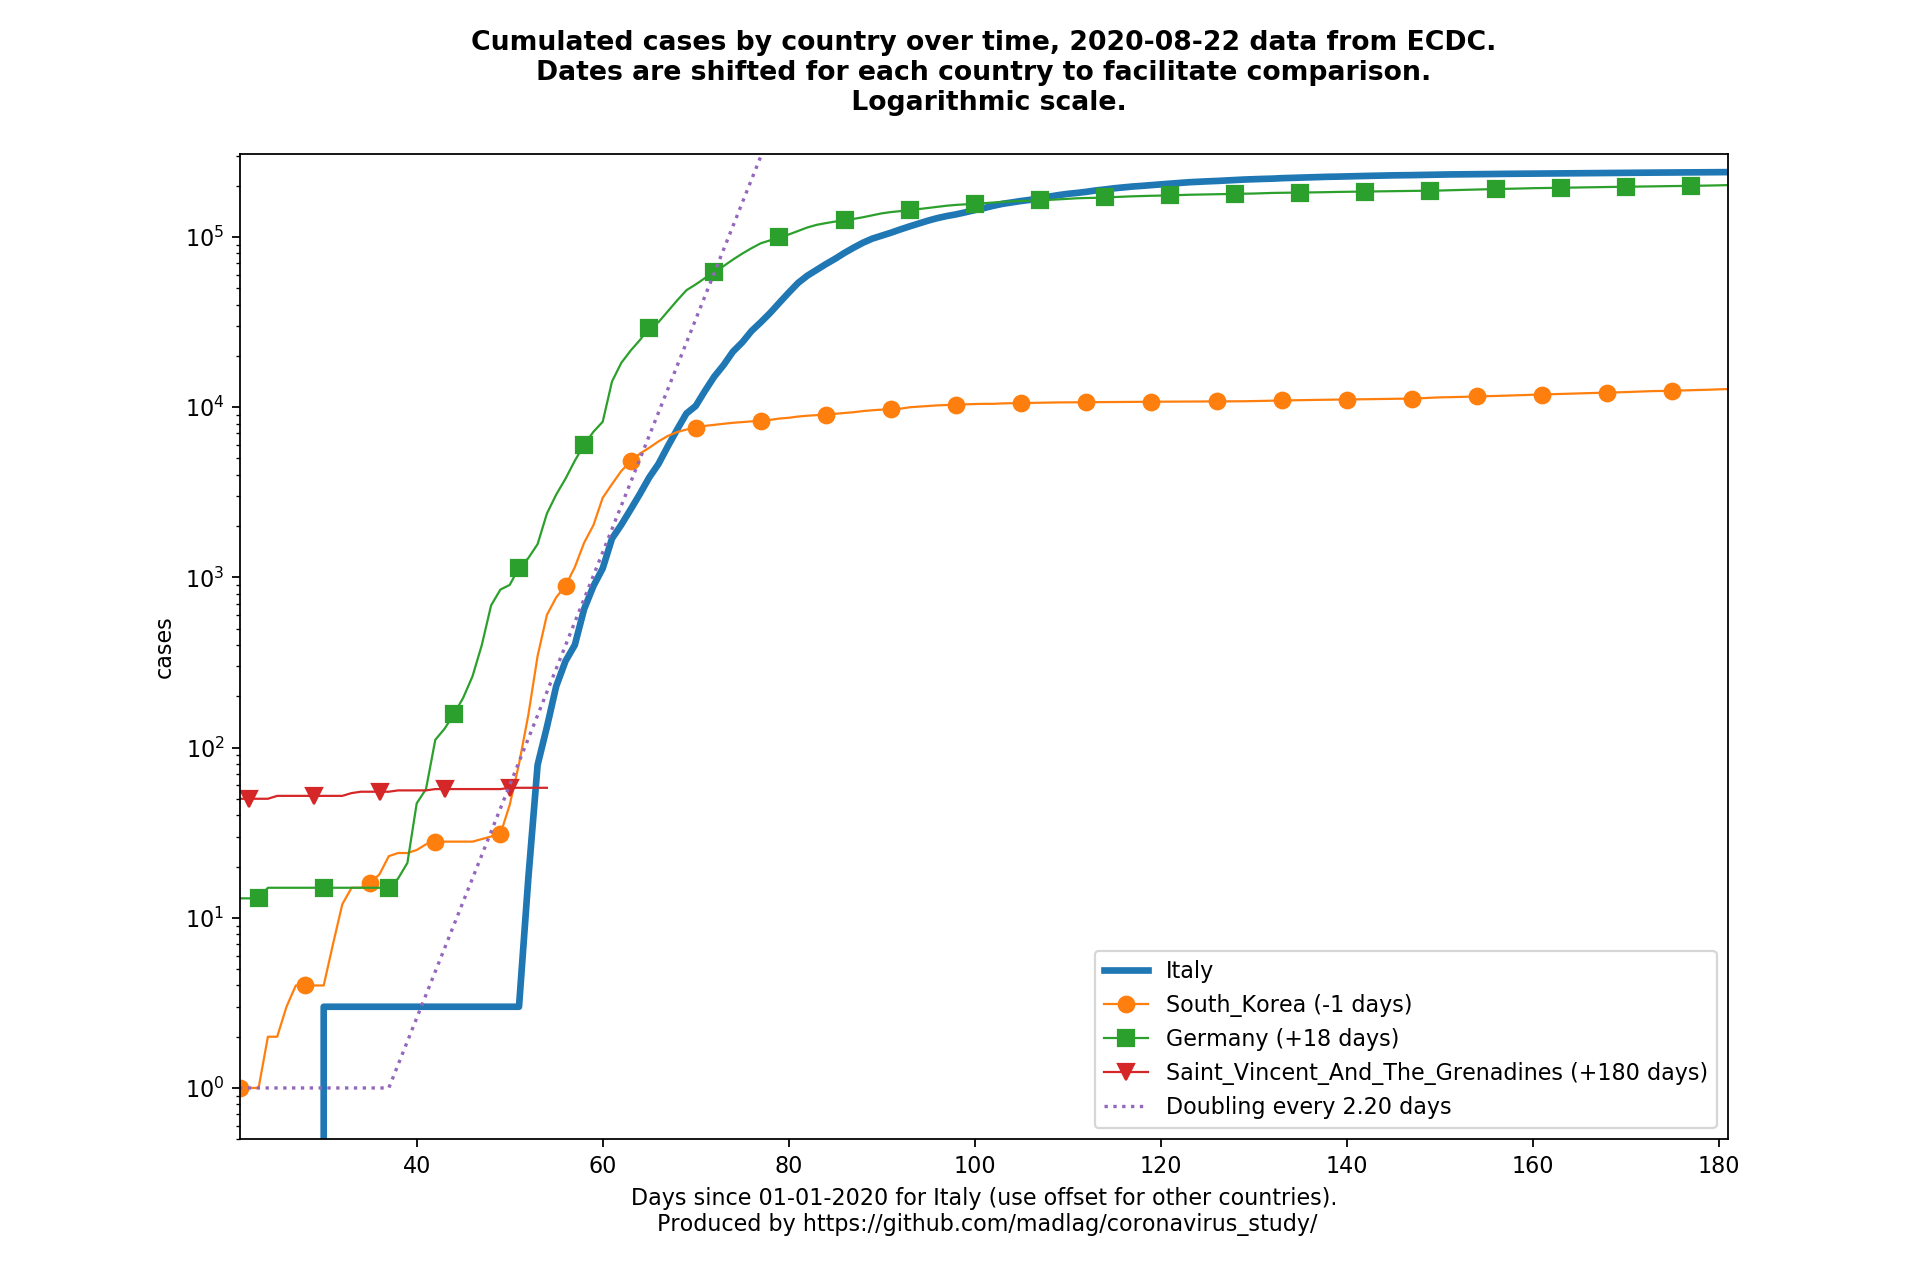 Cumulated cases by country over time, 2020-08-22 data from ECDC.
Dates are shifted for each country to facilitate comparison.
Logarithmic scale.
cases
10⁵
10⁴
10³
10²
10¹
10⁰
40 60 80 100 120 140 160 180
Italy
South_Korea (-1 days)
Germany (+18 days)
Saint_Vincent_And_The_Grenadines (+180 days)
Doubling every 2.20 days
Days since 01-01-2020 for Italy (use offset for other countries).
Produced by https://github.com/madlag/coronavirus_study/